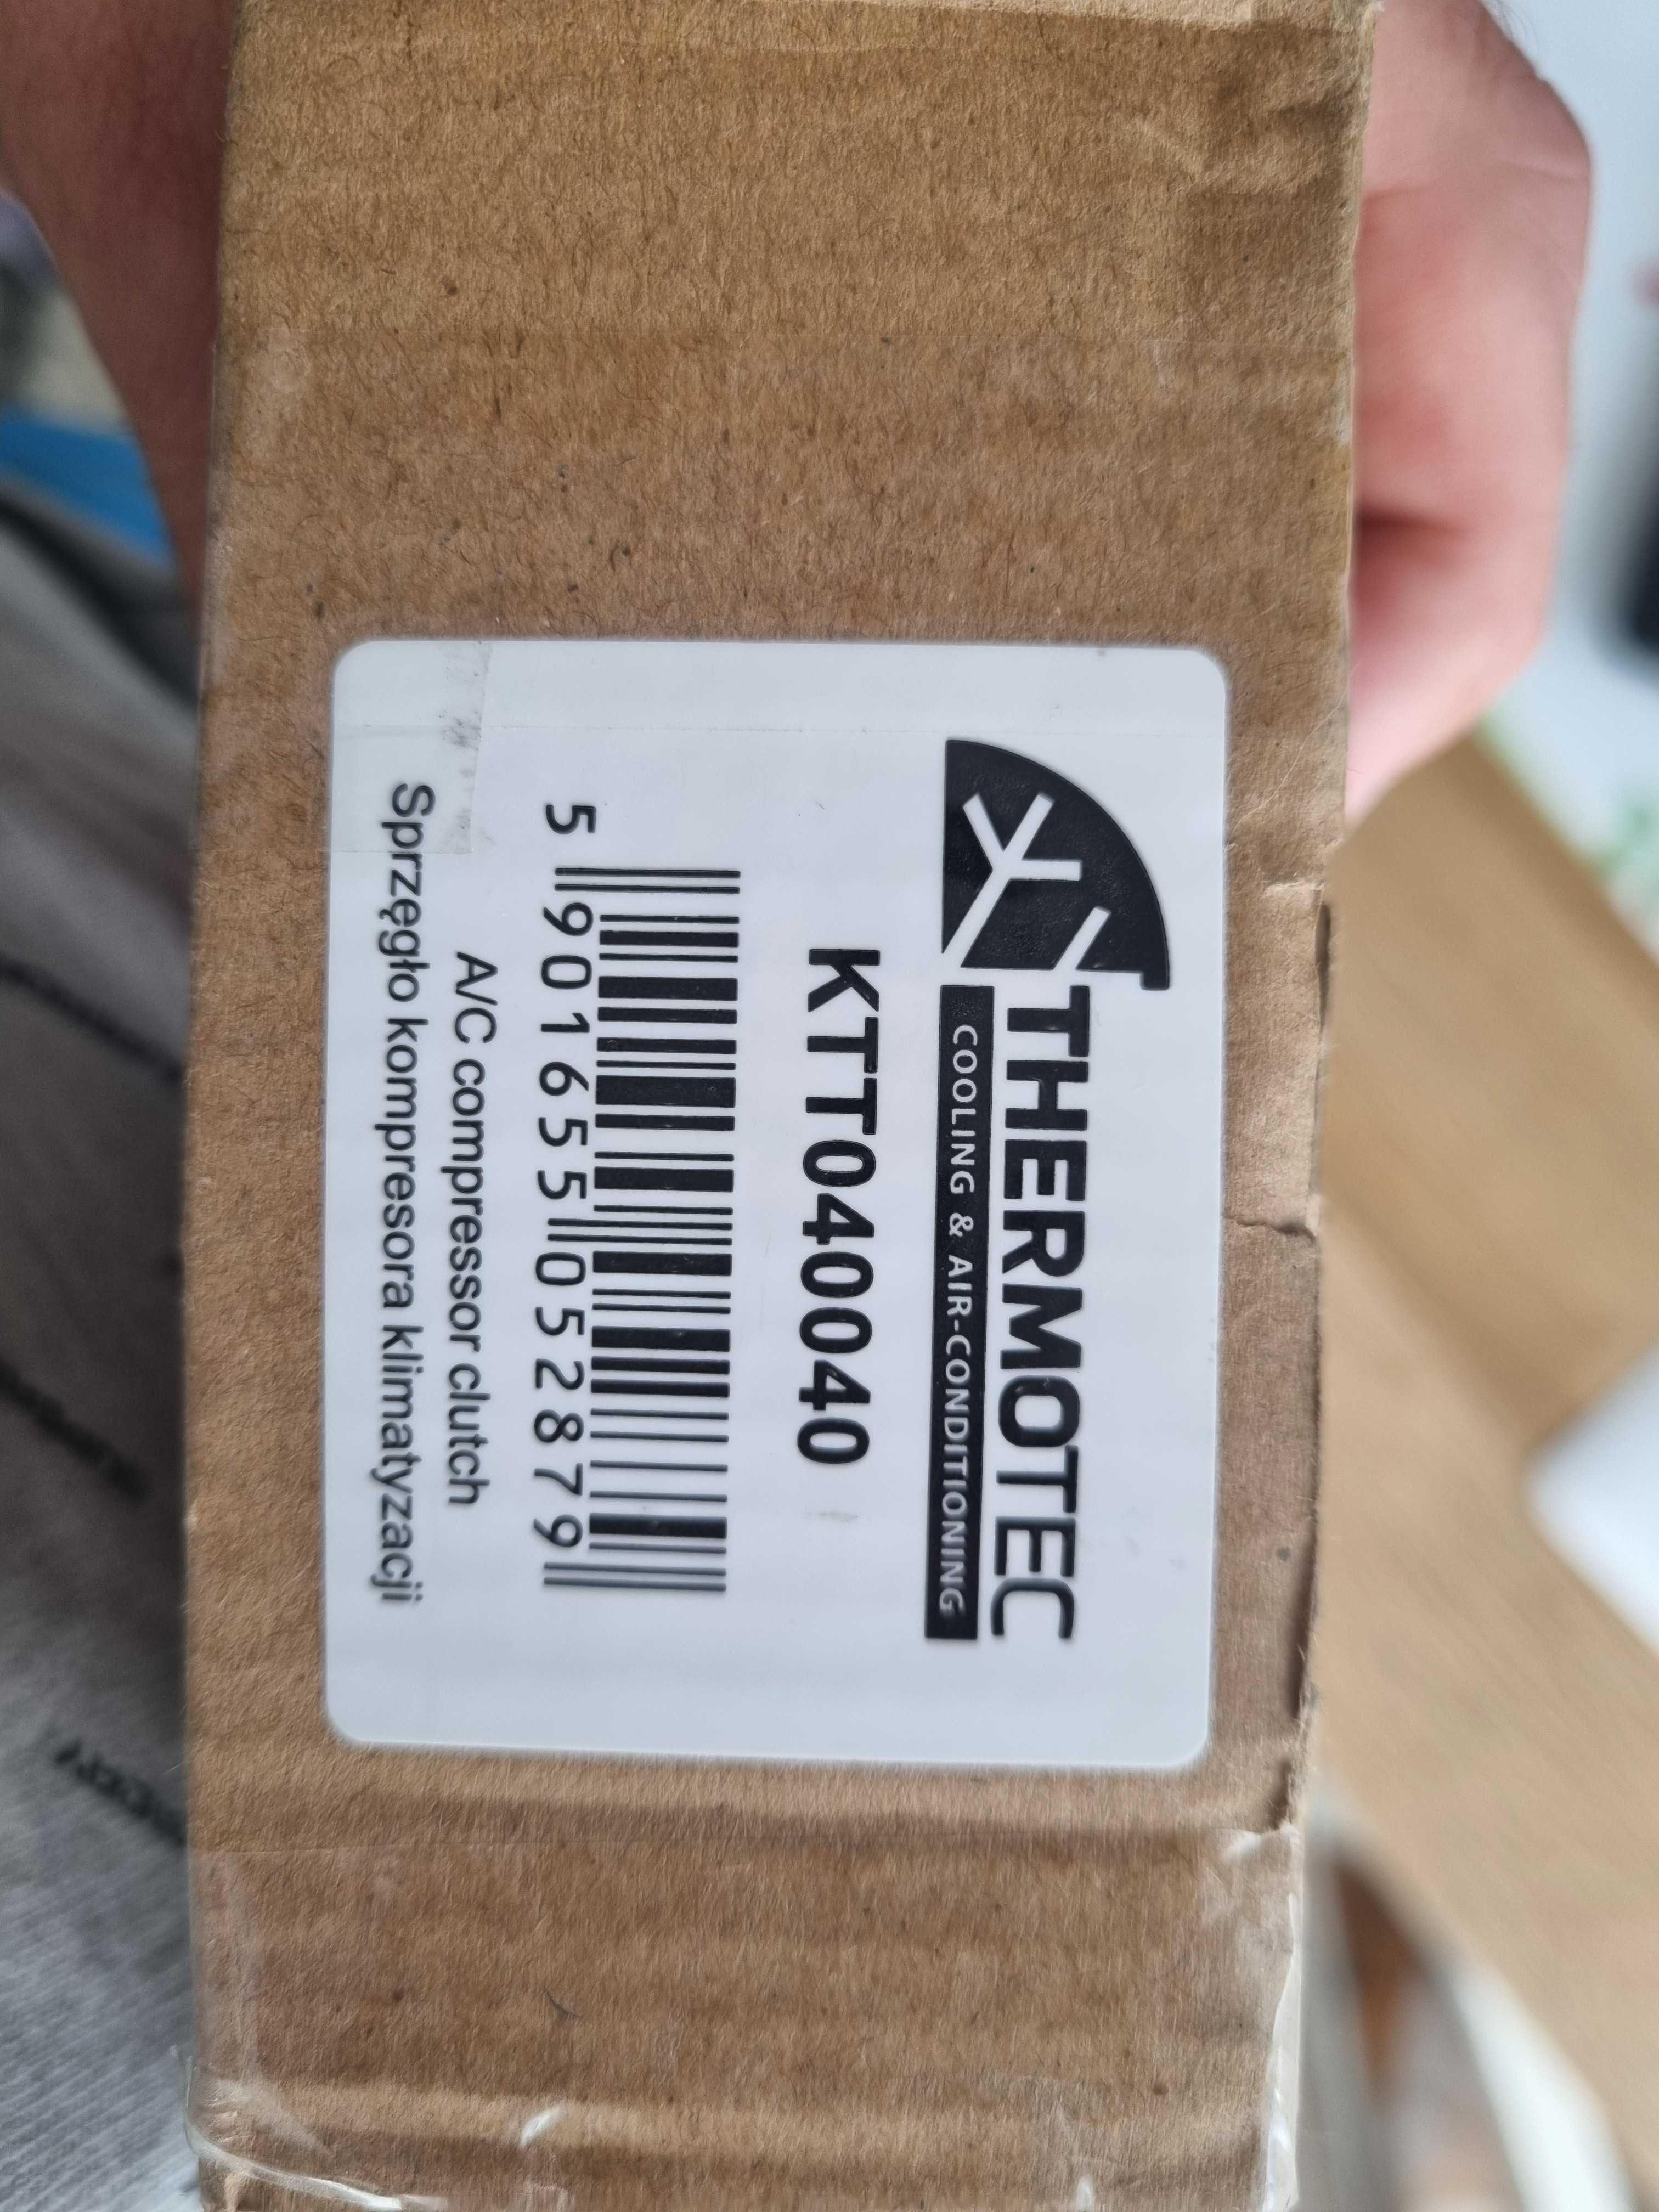 THERMOTEC
COOLING & AIR-CONDITIONING
KTT040040
5 901655 052879
A/C compressor clutch
Sprzęgło kompresora klimatyzacji